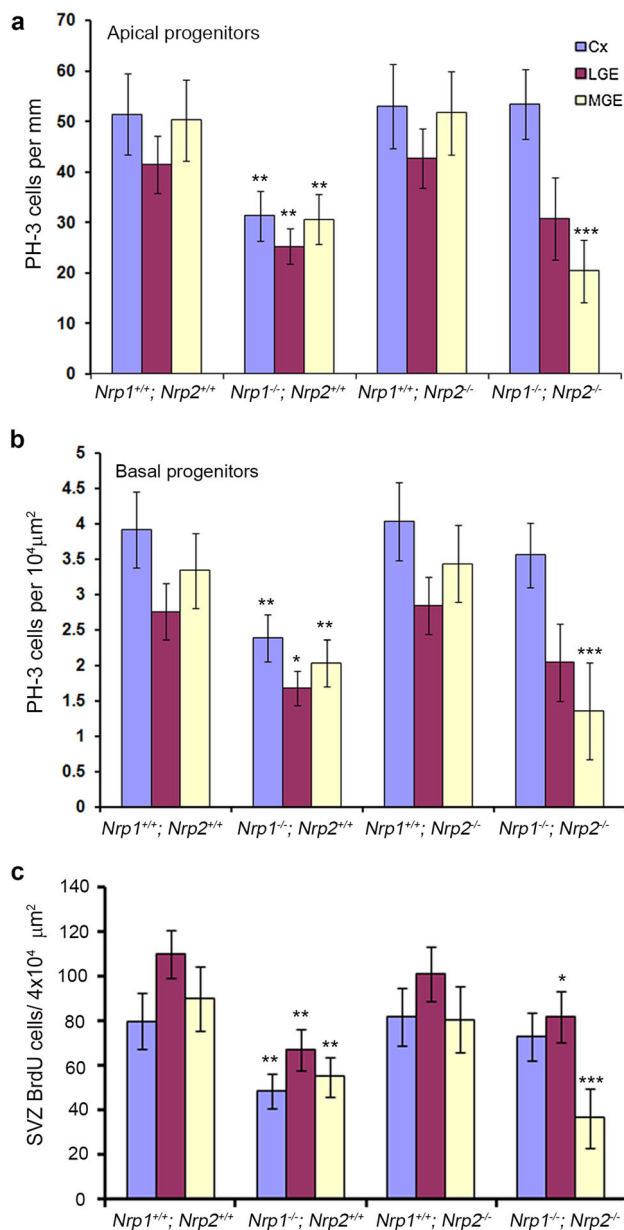 a
Apical progenitors
Cx
LGE
MGE
PH-3 cells per mm
70
60
50
40
30
20
10
0
**
**
**
***
Nrp1+/+; Nrp2+/+
Nrp1-/-; Nrp2+/+
Nrp1+/+; Nrp2-/-
Nrp1-/-; Nrp2-/-
b
Basal progenitors
PH-3 cells per 10⁴µm²
5
4.5
4
3.5
3
2.5
2
1.5
1
0.5
0
**
*
**
***
Nrp1+/+; Nrp2+/+
Nrp1-/-; Nrp2+/+
Nrp1+/+; Nrp2-/-
Nrp1-/-; Nrp2-/-
c
SVZ BrdU cells/ 4x10⁴ µm²
140
120
100
80
60
40
20
0
**
**
**
*
***
Nrp1+/+; Nrp2+/+
Nrp1-/-; Nrp2+/+
Nrp1+/+; Nrp2-/-
Nrp1-/-; Nrp2-/-